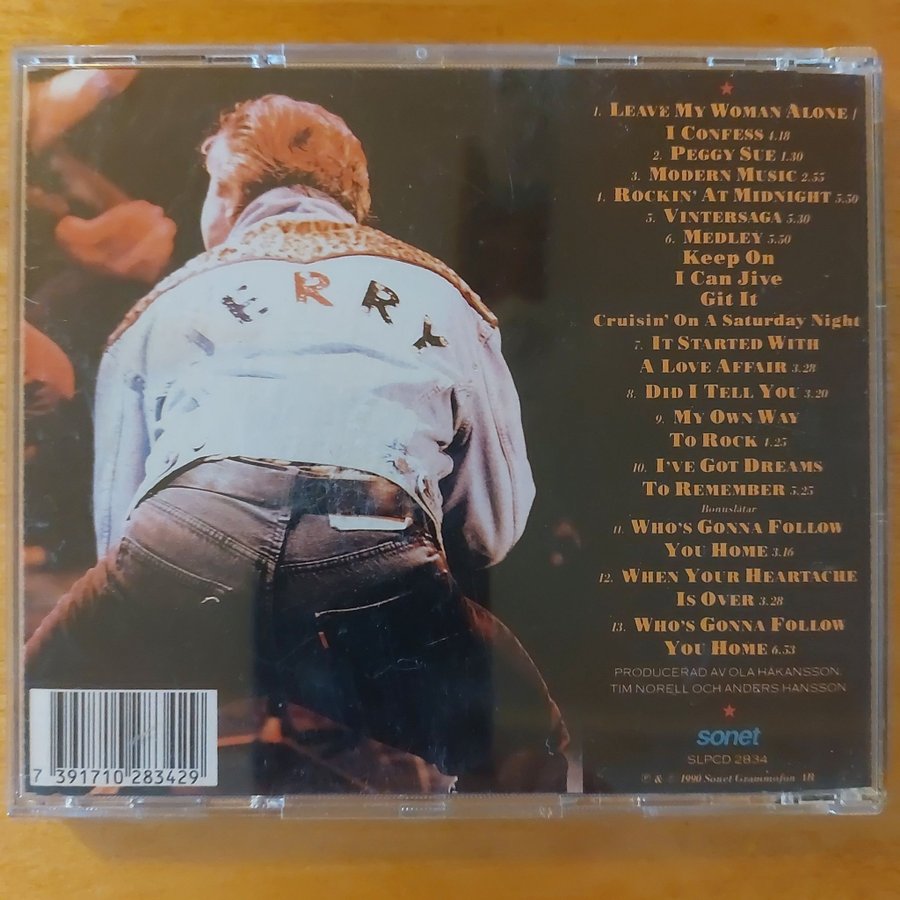 ERRY
1. LEAVE MY WOMAN ALONE /
I CONFESS 4.18
2. PEGGY SUE 1.30
3. MODERN MUSIC 2.55
4. ROCKIN' AT MIDNIGHT 5.50
5. VINTERSAGA 5.30
6. MEDLEY 5.50
Keep On
I Can Jive
Git It
Cruisin' On A Saturday Night
7. IT STARTED WITH
A LOVE AFFAIR 3.28
8. DID I TELL YOU 3.20
9. MY OWN WAY
TO ROCK 4.25
10. I'VE GOT DREAMS
TO REMEMBER 5.25
Bonuslåtar
11. WHO'S GONNA FOLLOW
YOU HOME 3.16
12. WHEN YOUR HEARTACHE
IS OVER 3.28
13. WHO'S GONNA FOLLOW
YOU HOME 6.53
PRODUCERAD AV OLA HÅKANSSON,
TIM NORELL OCH ANDERS HANSSON
sonet
SLPCD 2834
℗ & © 1990 Sonet Grammofon AB
7 391710 283429